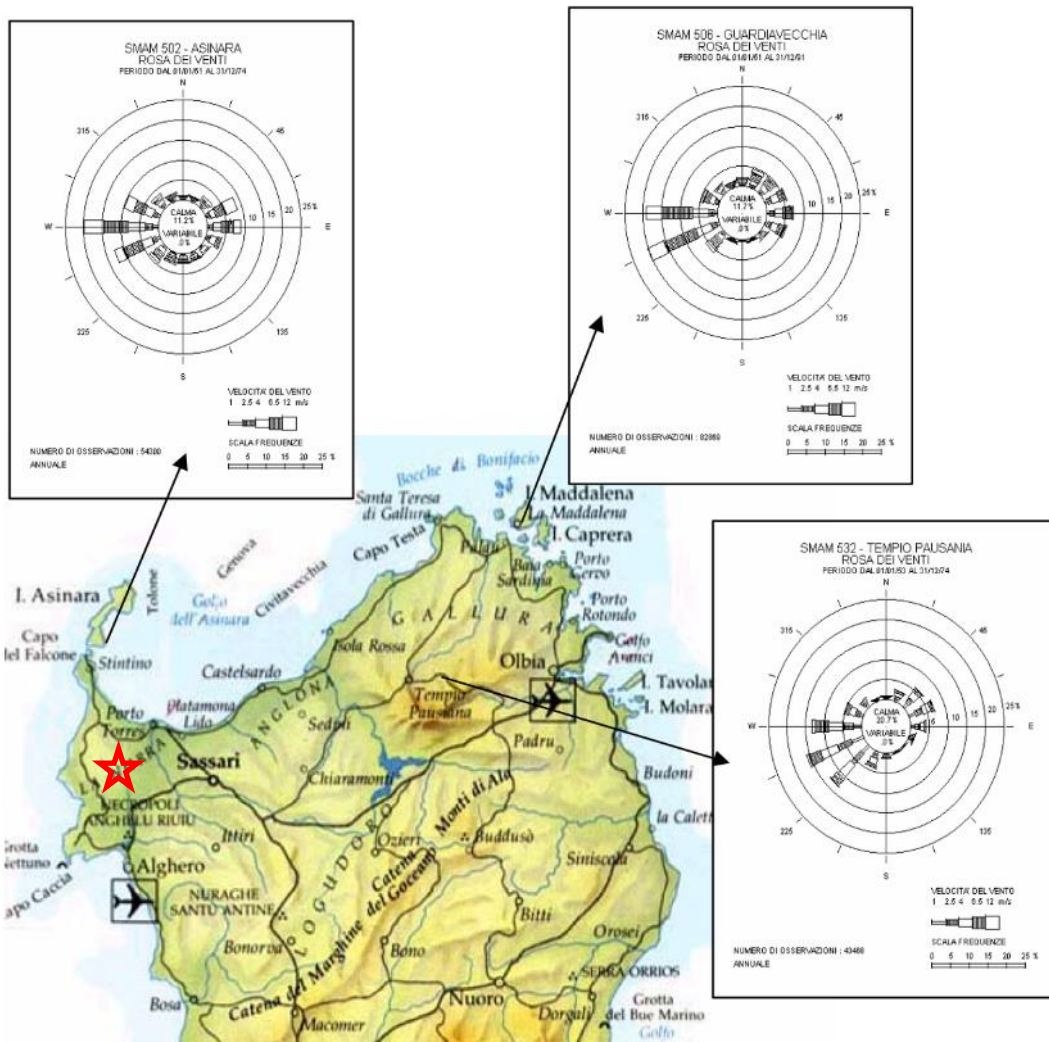 SMAM 502 - ASINARA
ROSA DEI VENTI
PERIODO DAL 01/01/51 AL 31/12/74
N
315
45
CALMA
11.2%
VARIABILE
.0%
10 15 20 25%
W
E
225
135
S
VELOCITA' DEL VENTO
1 2.5 4 6.5 12 m/s
SCALA FREQUENZE
0 5 10 15 20 25 %
NUMERO DI OSSERVAZIONI :
ANNUALE
SMAM 506 - GUARDIAVECCHIA
ROSA DEI VENTI
PERIODO DAL 01/01/51 AL 31/12/91
N
315
45
CALMA
11.7%
VARIABILE
.0%
10 15 20 25%
W
E
225
135
S
VELOCITA' DEL VENTO
1 2.5 4 6.5 12 m/s
SCALA FREQUENZE
0 5 10 15 20 25 %
NUMERO DI OSSERVAZIONI :
ANNUALE
SMAM 532 - TEMPIO PAUSANIA
ROSA DEI VENTI
PERIODO DAL 01/01/53 AL 31/12/74
N
315
45
CALMA
20.7%
VARIABILE
.0%
10 15 20 25%
W
E
225
135
S
VELOCITA' DEL VENTO
1 2.5 4 6.5 12 m/s
SCALA FREQUENZE
0 5 10 15 20 25 %
NUMERO DI OSSERVAZIONI :
ANNUALE
Bocche di Bonifacio
Santa Teresa
di Gallura
I. Maddalena
La Maddalena
I. Caprera
Capo Testa
Palau
Porto
Cervo
Baia
Sardinia
Genova
Tolone
Civitavecchia
I. Asinara
Golfo
dell'Asinara
GALLURA
Porto
Rotondo
Capo
del Falcone
Stintino
Isola Rossa
Golfo
Aranci
Olbia
Castelsardo
I. Tavolar
I. Molara
Tempio
Pausania
Platamona
Lido
Porto
Torres
ANGLONA
Sedini
Padru
Sassari
Chiaramonti
Budoni
NECROPOLI
ANGHELU RUIU
Monti di Ala
la Calett
Ittiri
LOGUDORO
Ozieri
Buddusò
Siniscola
Grotta
Nettuno
Alghero
Capo Caccia
Catena del Marghine
Catena
del Goceano
NURAGHE
SANTU ANTINE
Bitti
Bonorva
Bono
Orosei
SERRA ORRIOS
Bosa
Nuoro
Grotta
del Bue Marino
Dorgali
Macomer
Golfo